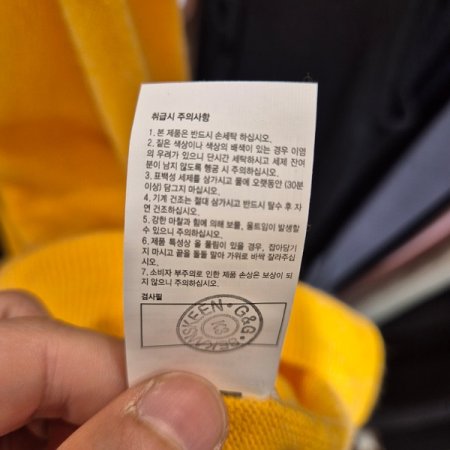 취급시 주의사항
1. 본 제품은 반드시 손세탁 하십시오.
2. 짙은 색상이나 색상의 배색이 있는 경우 이염
의 우려가 있으니 단시간 세탁하시고 세제 잔여
분이 남지 않도록 헹굼 시 주의하십시오.
3. 표백성 세제를 삼가시고 물에 오랫동안 (30분
이상) 담그지 마십시오.
4. 기계 건조는 절대 삼가시고 반드시 탈수 후 자
연 건조하십시오.
5. 강한 마찰과 힘에 의해 보풀, 올트임이 발생할
수 있으니 주의하십시오.
6. 제품 특성상 올 풀림이 있을 경우, 잡아당기
지 마시고 끝을 돌돌 말아 가위로 바싹 잘라주십
시오.
7. 소비자 부주의로 인한 제품 손상은 보상이 되
지 않으니 주의하십시오.
검사필
G&G